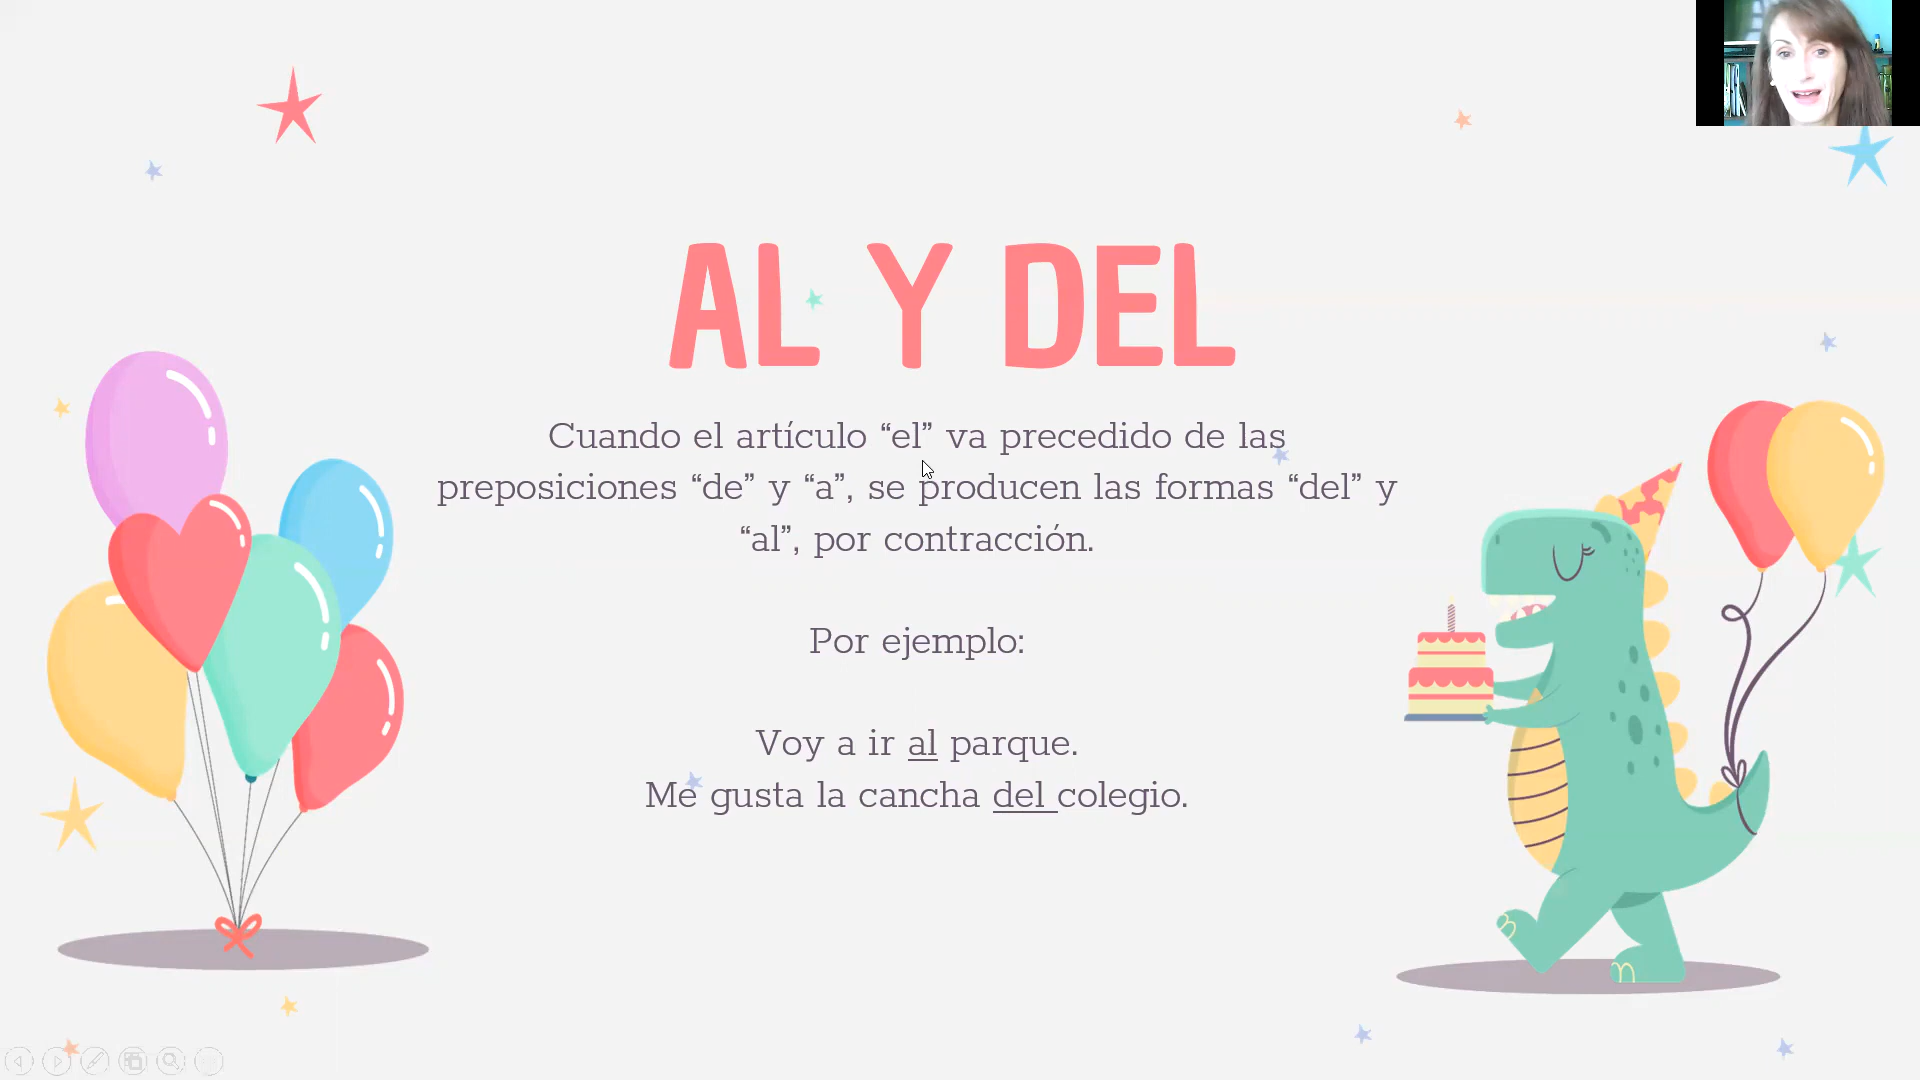 AL Y DEL
Cuando el artículo “el” va precedido de las
preposiciones “de” y “a”, se producen las formas “del” y
“al”, por contracción.
Por ejemplo:
Voy a ir al parque.
Me gusta la cancha del colegio.